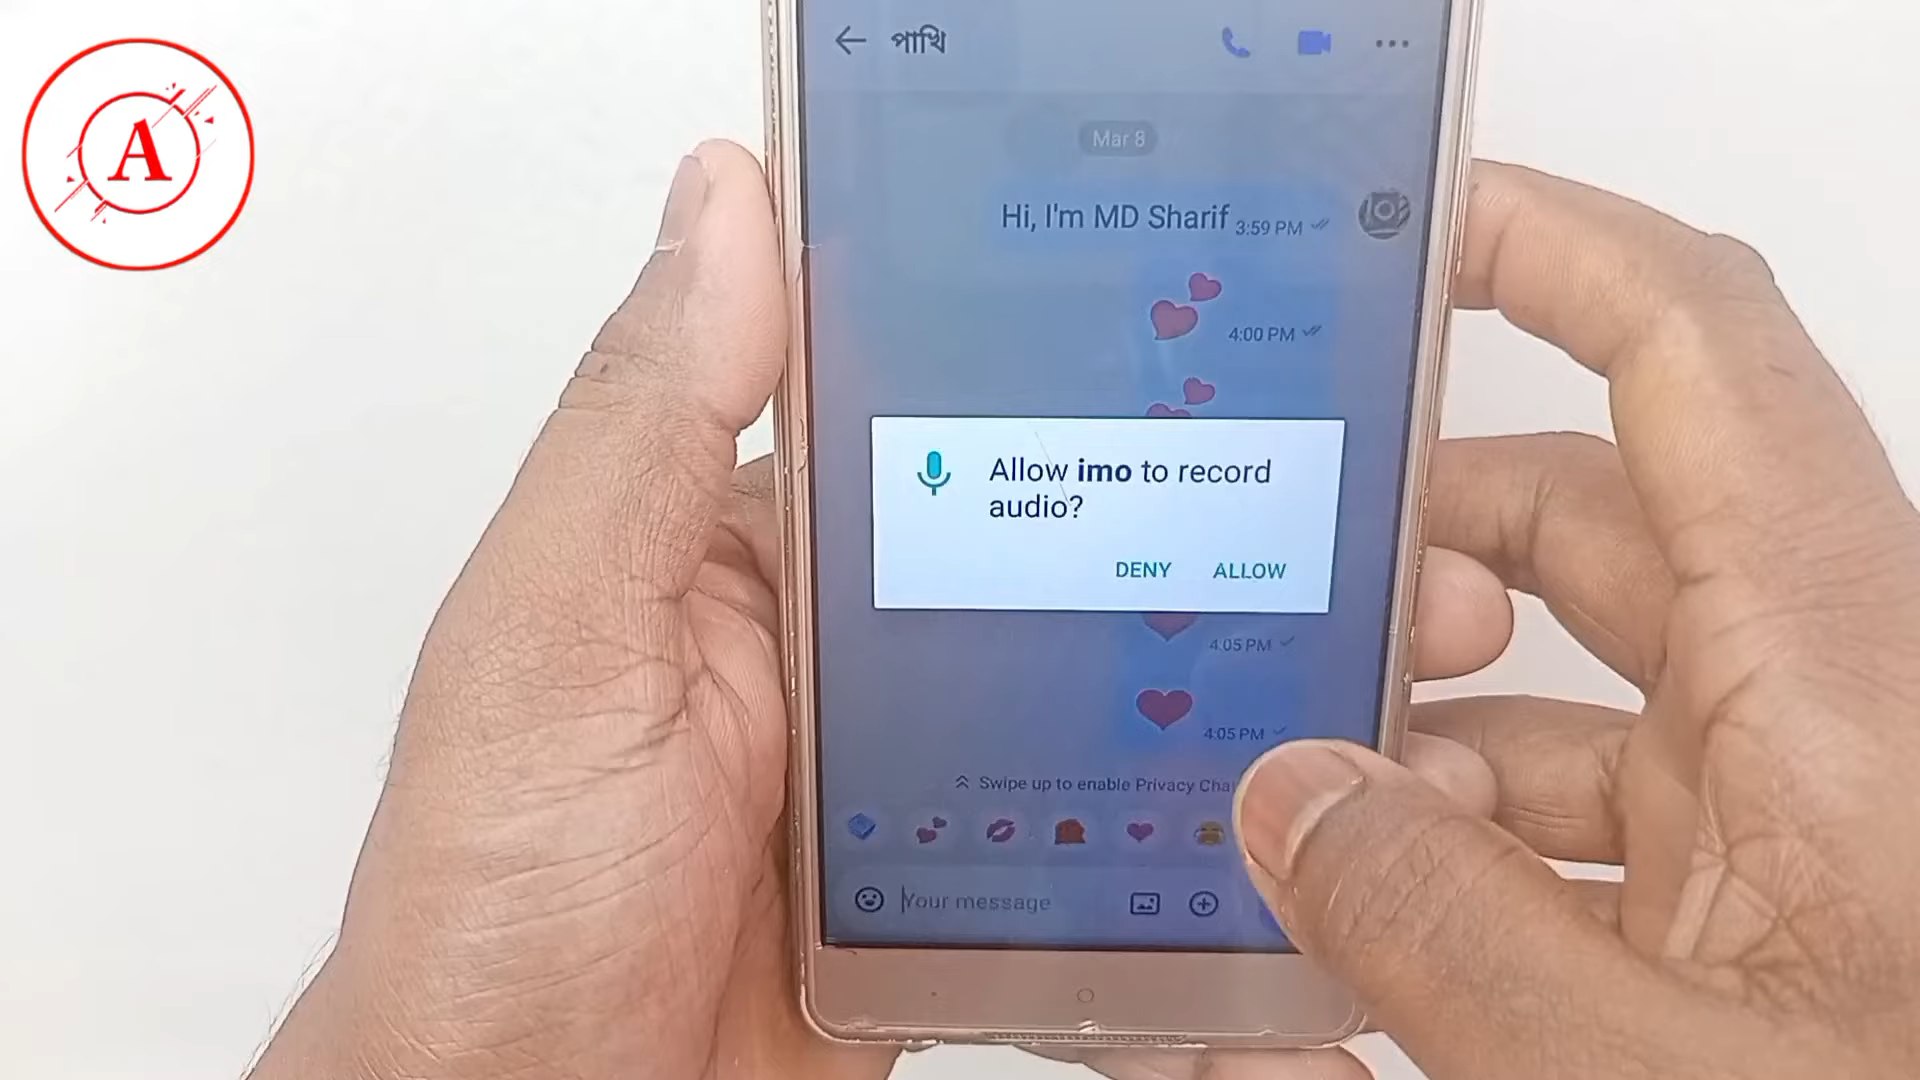 A
পাখি
Mar 8
Hi, I'm MD Sharif 3:59 PM
4:00 PM
Allow imo to record
audio?
DENY ALLOW
4:05 PM
4:05 PM
Swipe up to enable Privacy Cha
Your message